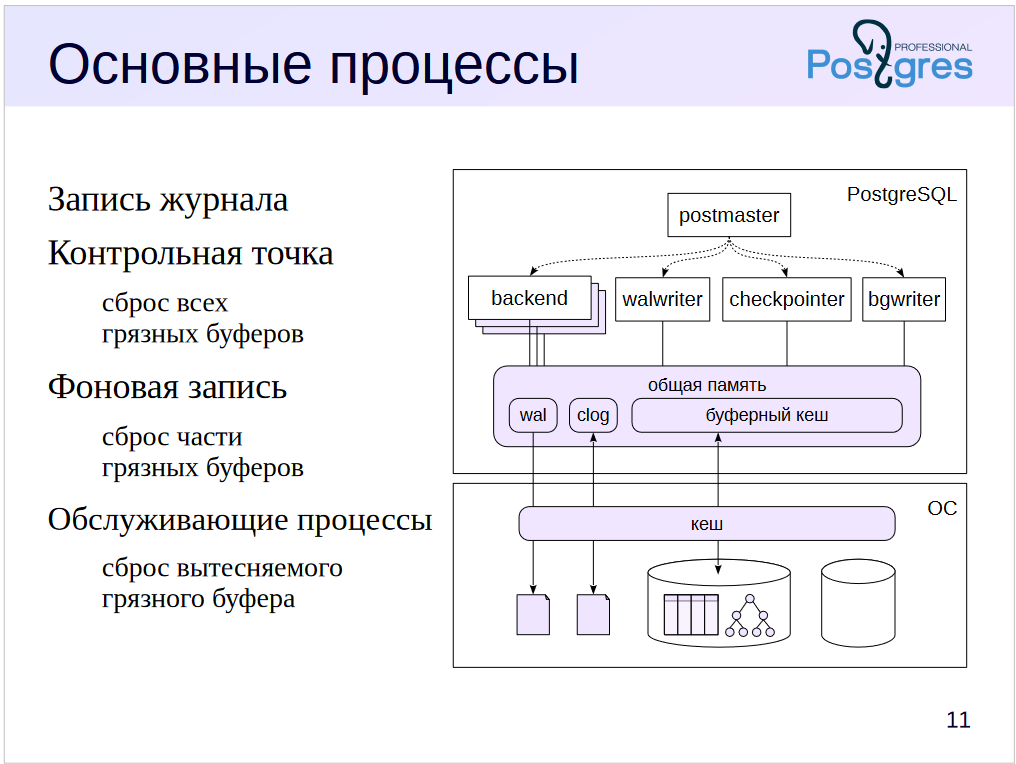 Основные процессы
PROFESSIONAL
Postgres
Запись журнала
Контрольная точка
сброс всех
грязных буферов
Фоновая запись
сброс части
грязных буферов
Обслуживающие процессы
сброс вытесняемого
грязного буфера
PostgreSQL
postmaster
backend
walwriter
checkpointer
bgwriter
общая память
wal
clog
буферный кеш
ОС
кеш
11